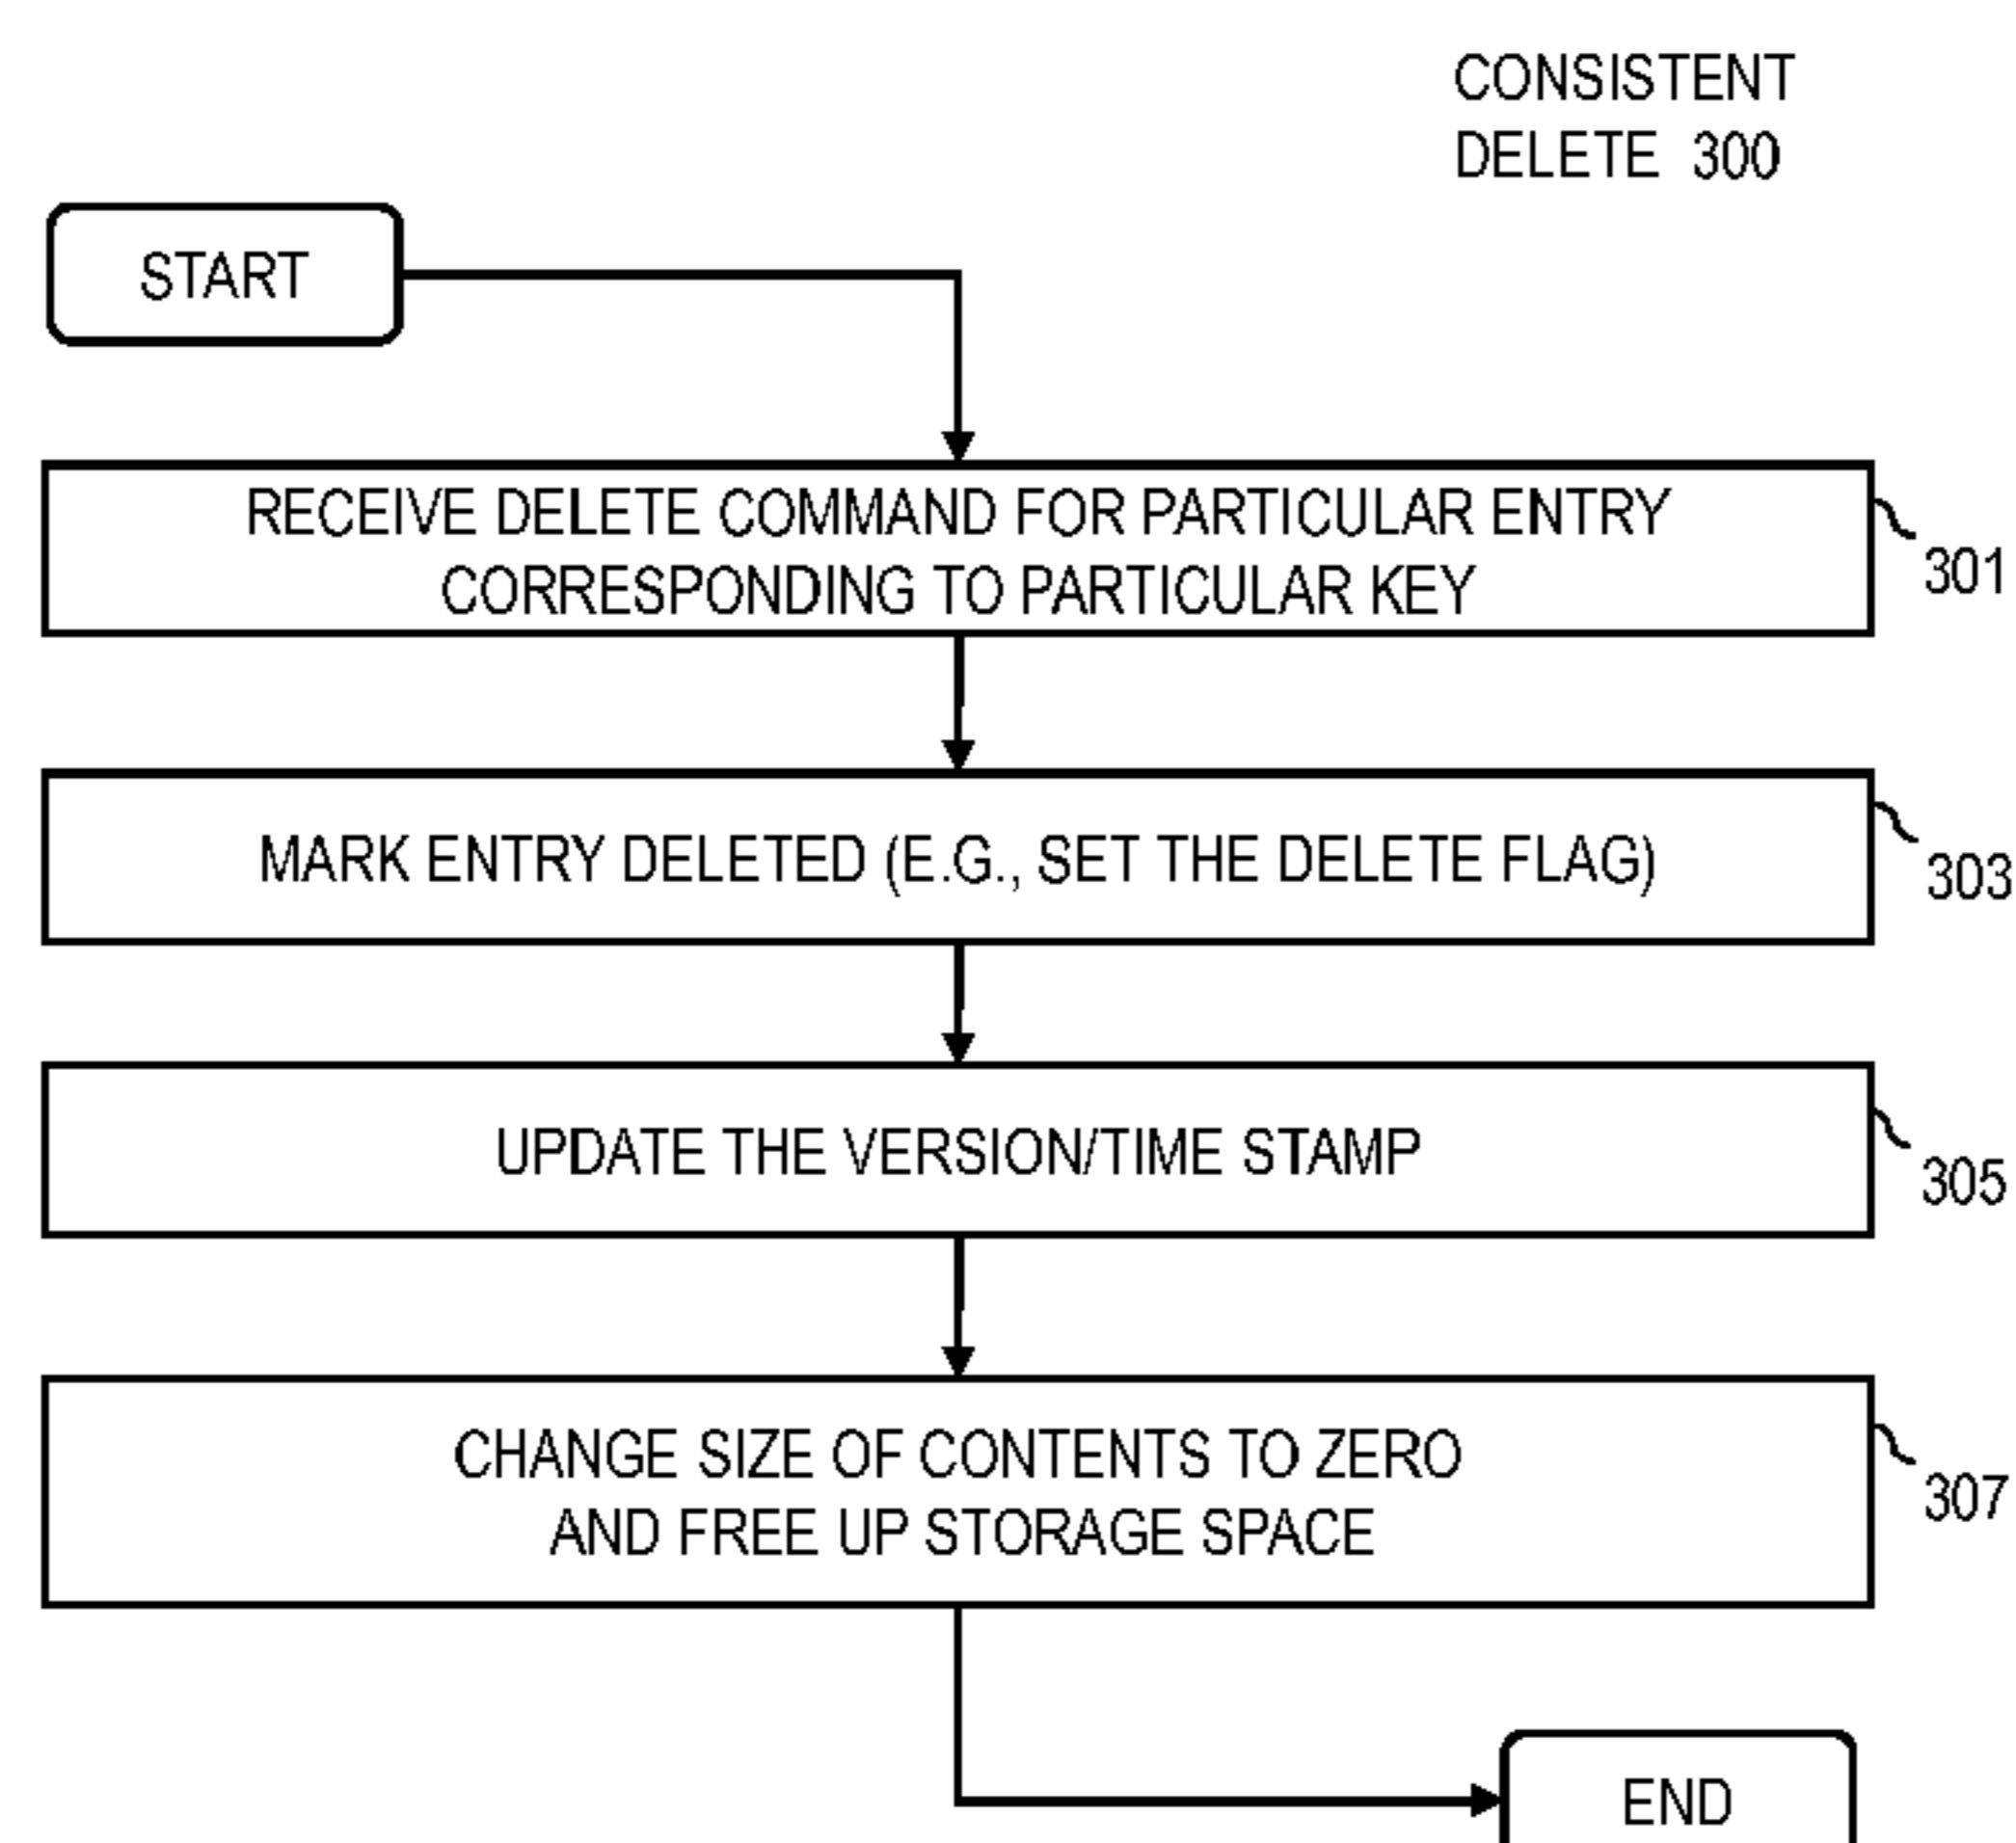 CONSISTENT
DELETE 300
START
RECEIVE DELETE COMMAND FOR PARTICULAR ENTRY
CORRESPONDING TO PARTICULAR KEY
301
MARK ENTRY DELETED (E.G., SET THE DELETE FLAG)
303
UPDATE THE VERSION/TIME STAMP
305
CHANGE SIZE OF CONTENTS TO ZERO
AND FREE UP STORAGE SPACE
307
END